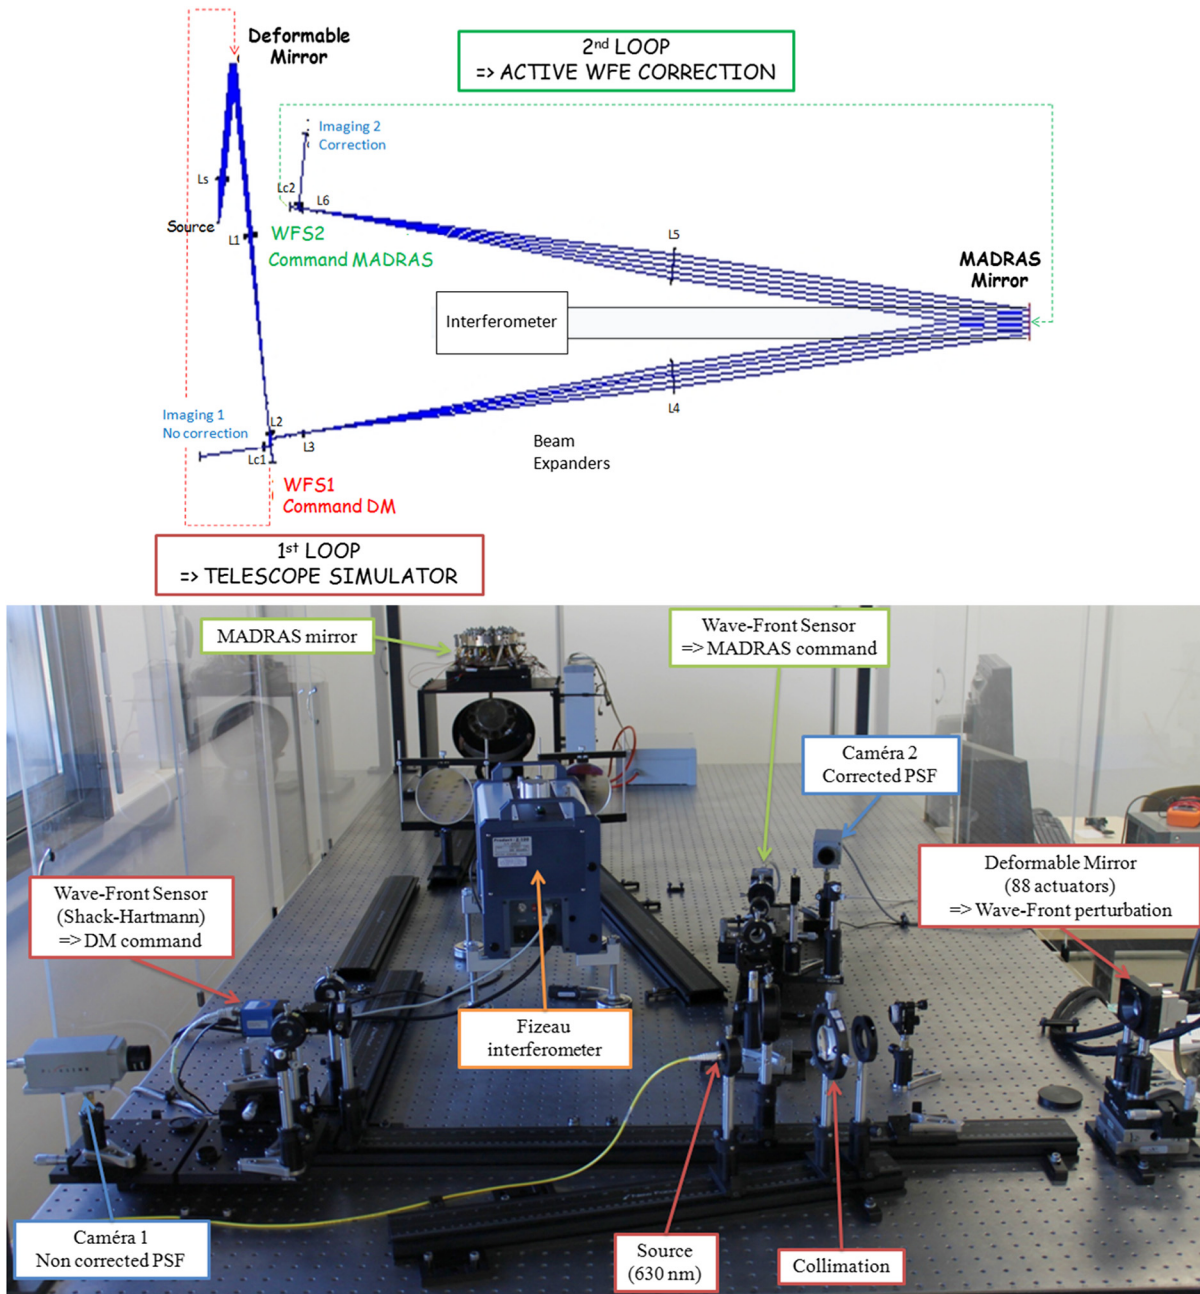 Deformable
Mirror
2nd LOOP
=> ACTIVE WFE CORRECTION
Imaging 2
Correction
Ls
Lc2
L6
Source
L1
WFS2
Command MADRAS
L5
MADRAS
Mirror
Interferometer
Imaging 1
No correction
L2
L3
L4
Lc1
Beam
Expanders
WFS1
Command DM
1st LOOP
=> TELESCOPE SIMULATOR
MADRAS mirror
Wave-Front Sensor
=> MADRAS command
Caméra 2
Corrected PSF
Wave-Front Sensor
(Shack-Hartmann)
=> DM command
Deformable Mirror
(88 actuators)
=> Wave-Front perturbation
Fizeau
interferometer
Caméra 1
Non corrected PSF
Source
(630 nm)
Collimation